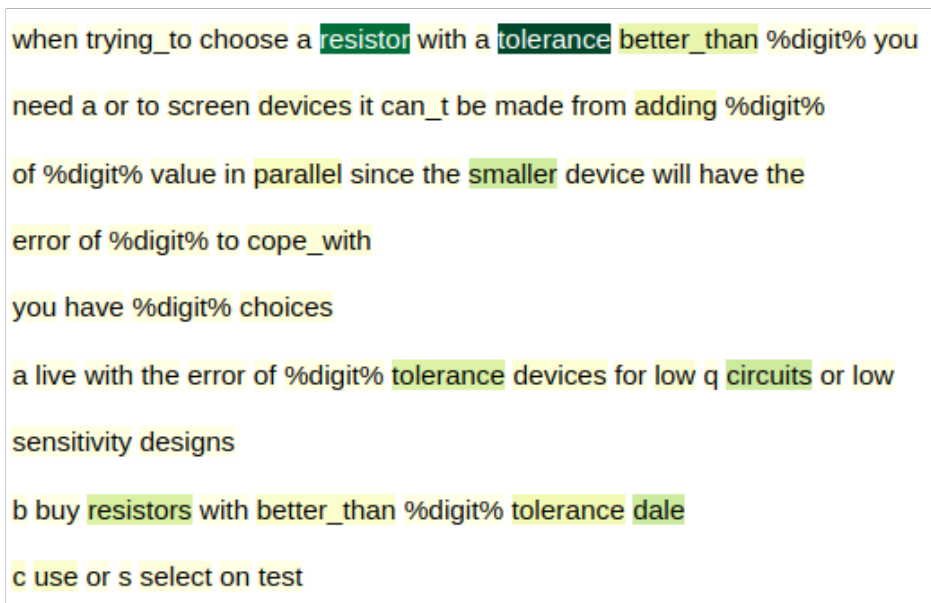 when trying_to choose a resistor with a tolerance better_than %digit% you
need a or to screen devices it can_t be made from adding %digit%
of %digit% value in parallel since the smaller device will have the
error of %digit% to cope_with
you have %digit% choices
a live with the error of %digit% tolerance devices for low q circuits or low
sensitivity designs
b buy resistors with better_than %digit% tolerance dale
c use or s select on test